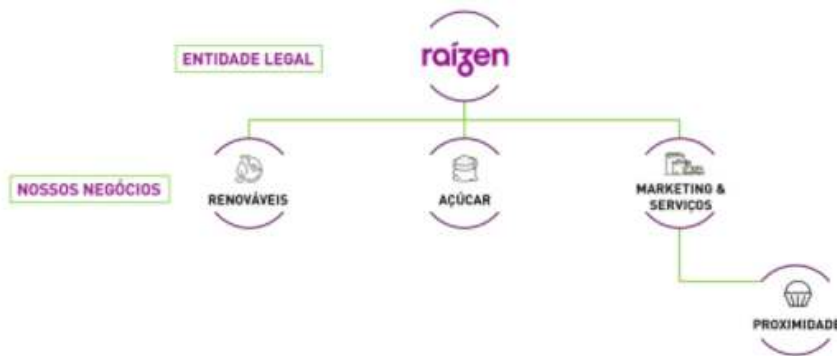 ENTIDADE LEGAL
raízen
NOSSOS NEGÓCIOS
RENOVÁVEIS
AÇÚCAR
MARKETING &
SERVIÇOS
PROXIMIDADE